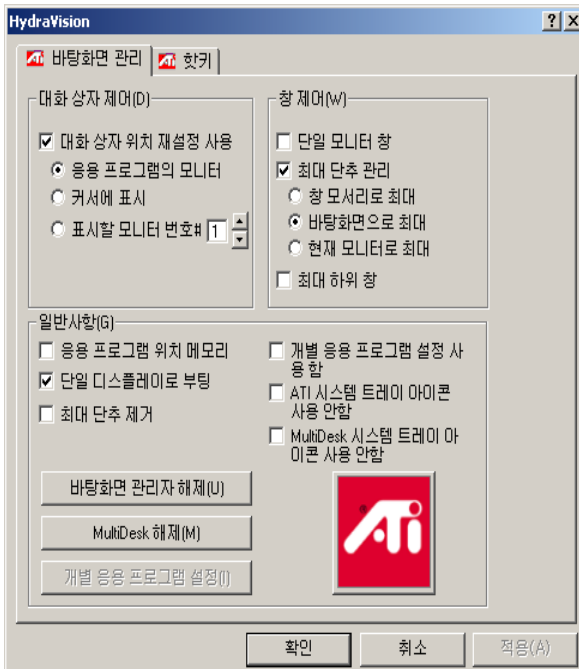 HydraVision
바탕화면 관리
핫키
대화 상자 제어(D)
대화 상자 위치 재설정 사용
응용 프로그램의 모니터
커서에 표시
표시할 모니터 번호# 1
창 제어(W)
단일 모니터 창
최대 단추 관리
창 모서리로 최대
바탕화면으로 최대
현재 모니터로 최대
최대 하위 창
일반사항(G)
응용 프로그램 위치 메모리
단일 디스플레이로 부팅
최대 단추 제거
개별 응용 프로그램 설정 사
용 함
ATI 시스템 트레이 아이콘
사용 안함
MultiDesk 시스템 트레이 아
이콘 사용 안함
바탕화면 관리자 해제(U)
MultiDesk 해제(M)
개별 응용 프로그램 설정(I)
ATi
확인
취소
적용(A)